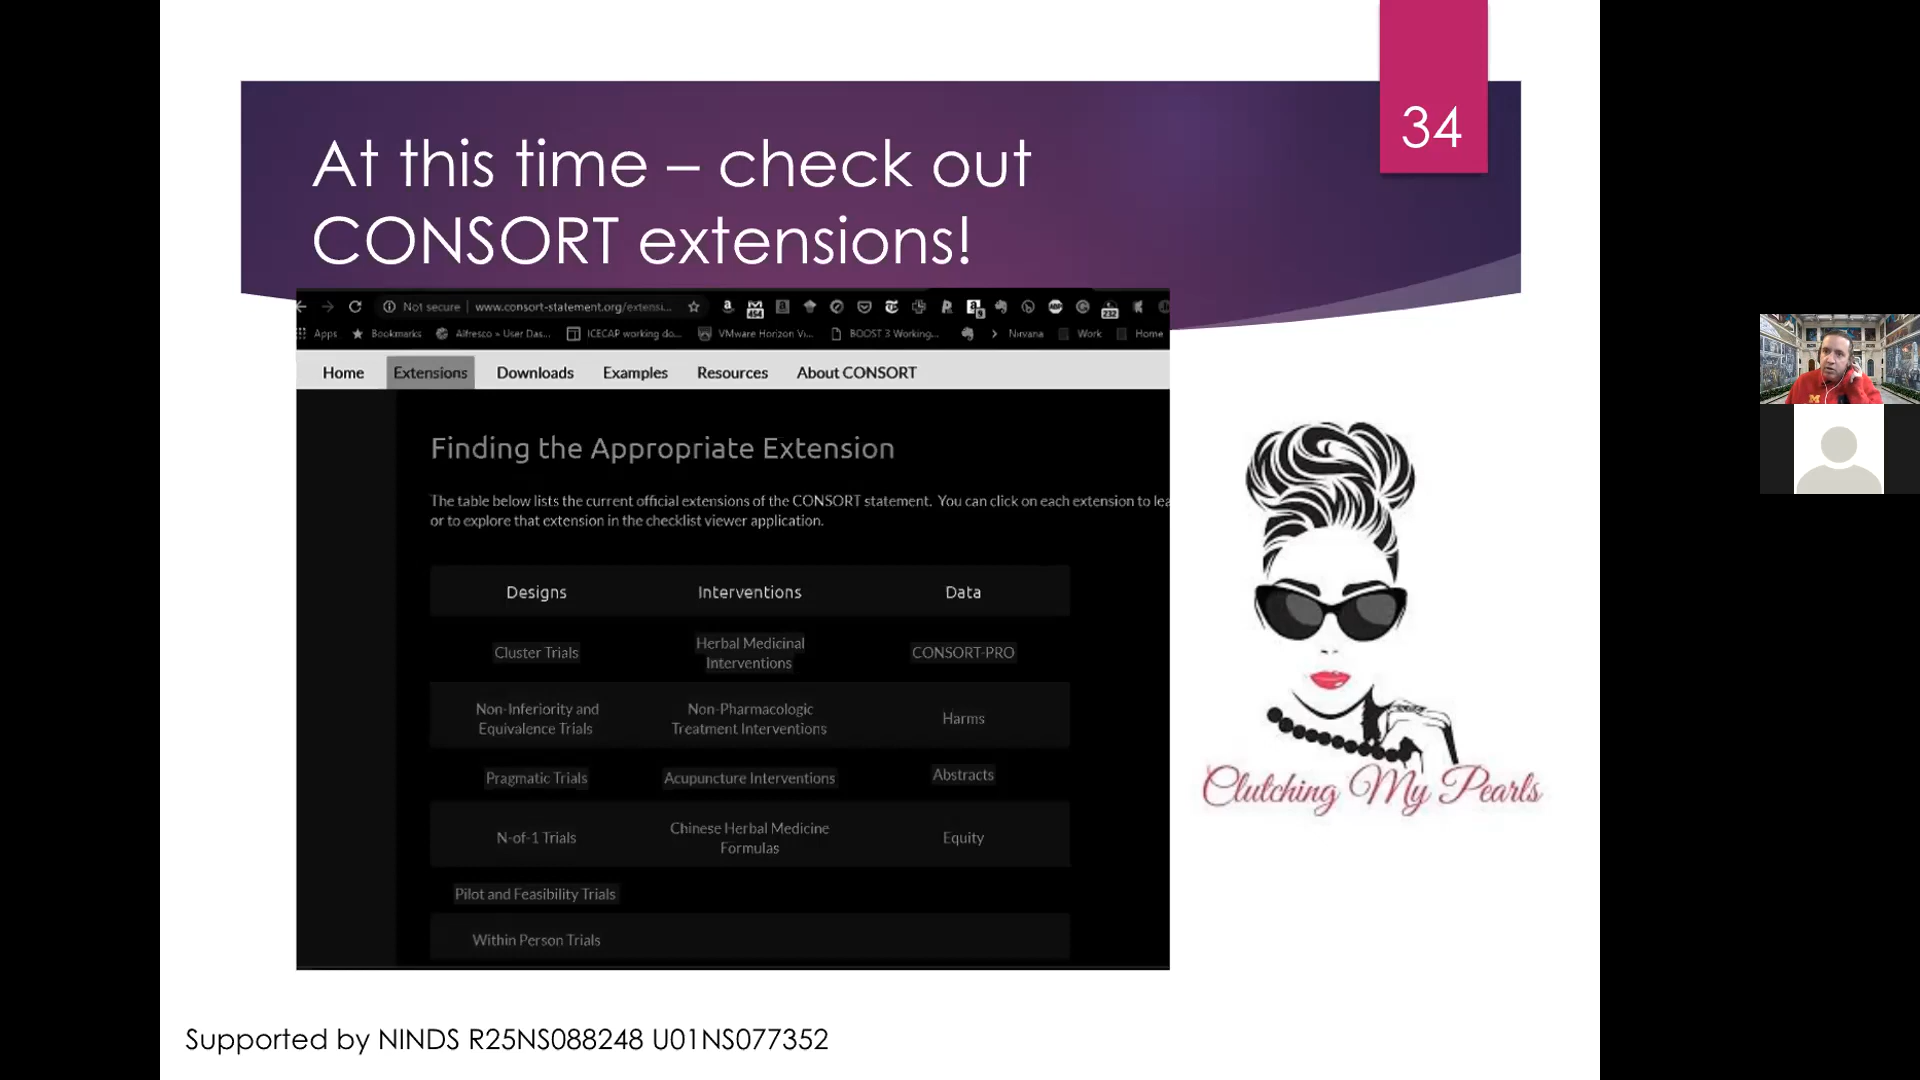 34
At this time – check out
CONSORT extensions!
Not secure | www.consort-statement.org/extensi...
454
9
ABP
232
Apps Bookmarks Alfresco » User Das... ICECAP working do... VMware Horizon Vi... BOOST 3 Working... Nirvana Work Home
Home Extensions Downloads Examples Resources About CONSORT
Finding the Appropriate Extension
The table below lists the current official extensions of the CONSORT statement. You can click on each extension to lea
or to explore that extension in the checklist viewer application.
Designs Interventions Data
Cluster Trials
Herbal Medicinal
Interventions
CONSORT-PRO
Non-Inferiority and
Equivalence Trials
Non-Pharmacologic
Treatment Interventions
Harms
Pragmatic Trials
Acupuncture Interventions
Abstracts
N-of-1 Trials
Chinese Herbal Medicine
Formulas
Equity
Pilot and Feasibility Trials
Within Person Trials
Clutching My Pearls
M
Supported by NINDS R25NS088248 U01NS077352